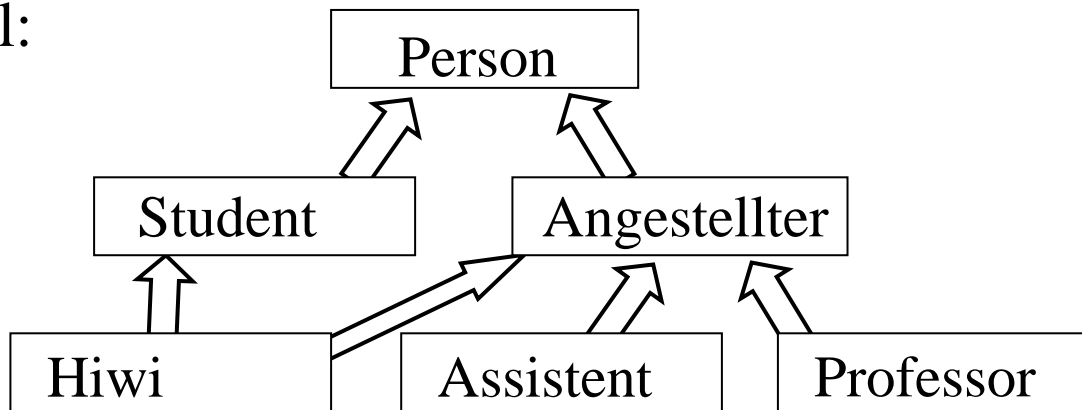 l:
Person
Student Angestellter
Hiwi Assistent Professor